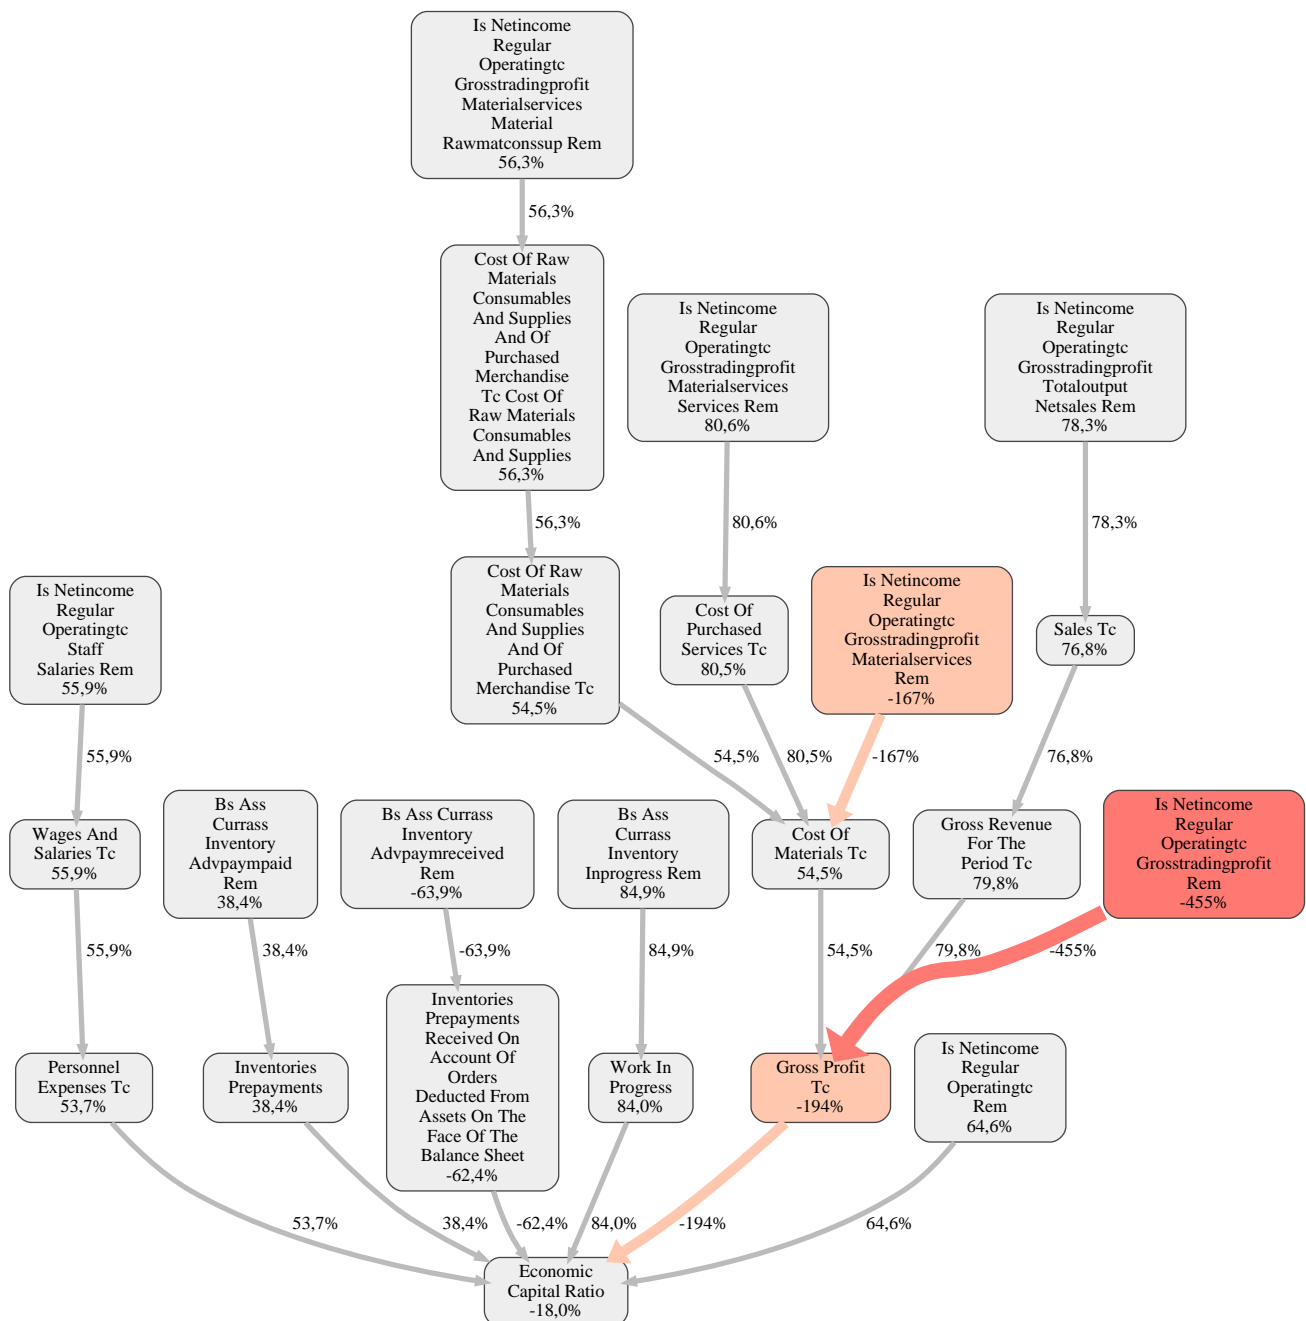 Is Netincome
Regular
Operatingtc
Grosstradingprofit
Materialservices
Material
Rawmatconssup Rem
56,3%
56,3%
Cost Of Raw
Materials
Consumables
And Supplies
And Of
Purchased
Merchandise
Tc Cost Of
Raw Materials
Consumables
And Supplies
56,3%
Is Netincome
Regular
Operatingtc
Grosstradingprofit
Materialservices
Services Rem
80,6%
Is Netincome
Regular
Operatingtc
Grosstradingprofit
Totaloutput
Netsales Rem
78,3%
56,3%
80,6%
78,3%
Is Netincome
Regular
Operatingtc
Staff
Salaries Rem
55,9%
Cost Of Raw
Materials
Consumables
And Supplies
And Of
Purchased
Merchandise Tc
54,5%
Cost Of
Purchased
Services Tc
80,5%
Is Netincome
Regular
Operatingtc
Grosstradingprofit
Materialservices
Rem
-167%
Sales Tc
76,8%
55,9%
54,5%
80,5%
-167%
76,8%
Wages And
Salaries Tc
55,9%
Bs Ass
Currass
Inventory
Advpaympaid
Rem
38,4%
Bs Ass Currass
Inventory
Advpaymreceived
Rem
-63,9%
Bs Ass
Currass
Inventory
Inprogress Rem
84,9%
Cost Of
Materials Tc
54,5%
Gross Revenue
For The
Period Tc
79,8%
Is Netincome
Regular
Operatingtc
Grosstradingprofit
Rem
-455%
55,9%
38,4%
-63,9%
84,9%
54,5%
79,8%
-455%
Personnel
Expenses Tc
53,7%
Inventories
Prepayments
38,4%
Inventories
Prepayments
Received On
Account Of
Orders
Deducted From
Assets On The
Face Of The
Balance Sheet
-62,4%
Work In
Progress
84,0%
Gross Profit
Tc
-194%
Is Netincome
Regular
Operatingtc
Rem
64,6%
53,7%
38,4%
-62,4%
84,0%
-194%
64,6%
Economic
Capital Ratio
-18,0%